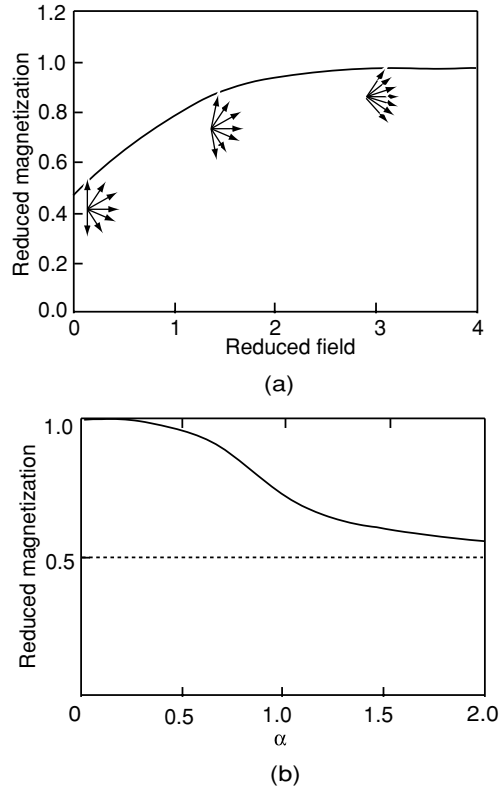 1.2
1.0
0.8
0.6
0.4
0.2
0.0
Reduced magnetization
0 1 2 3 4
Reduced field
(a)
1.0
0.5
Reduced magnetization
0 0.5 1.0 1.5 2.0
α
(b)